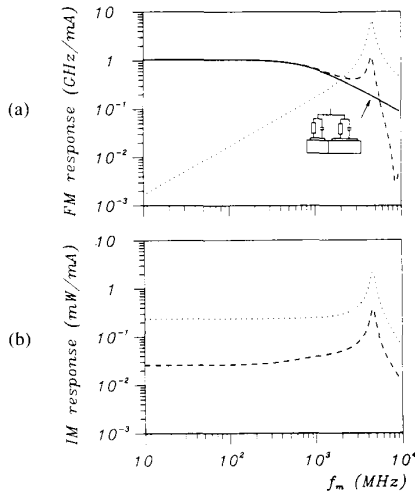 (a)
FM response (GHz/mA)
10
1
10⁻¹
10⁻²
10⁻³
(b)
IM response (mW/mA)
10
1
10⁻¹
10⁻²
10⁻³
10
10²
10³
10⁴
fₘ (MHz)